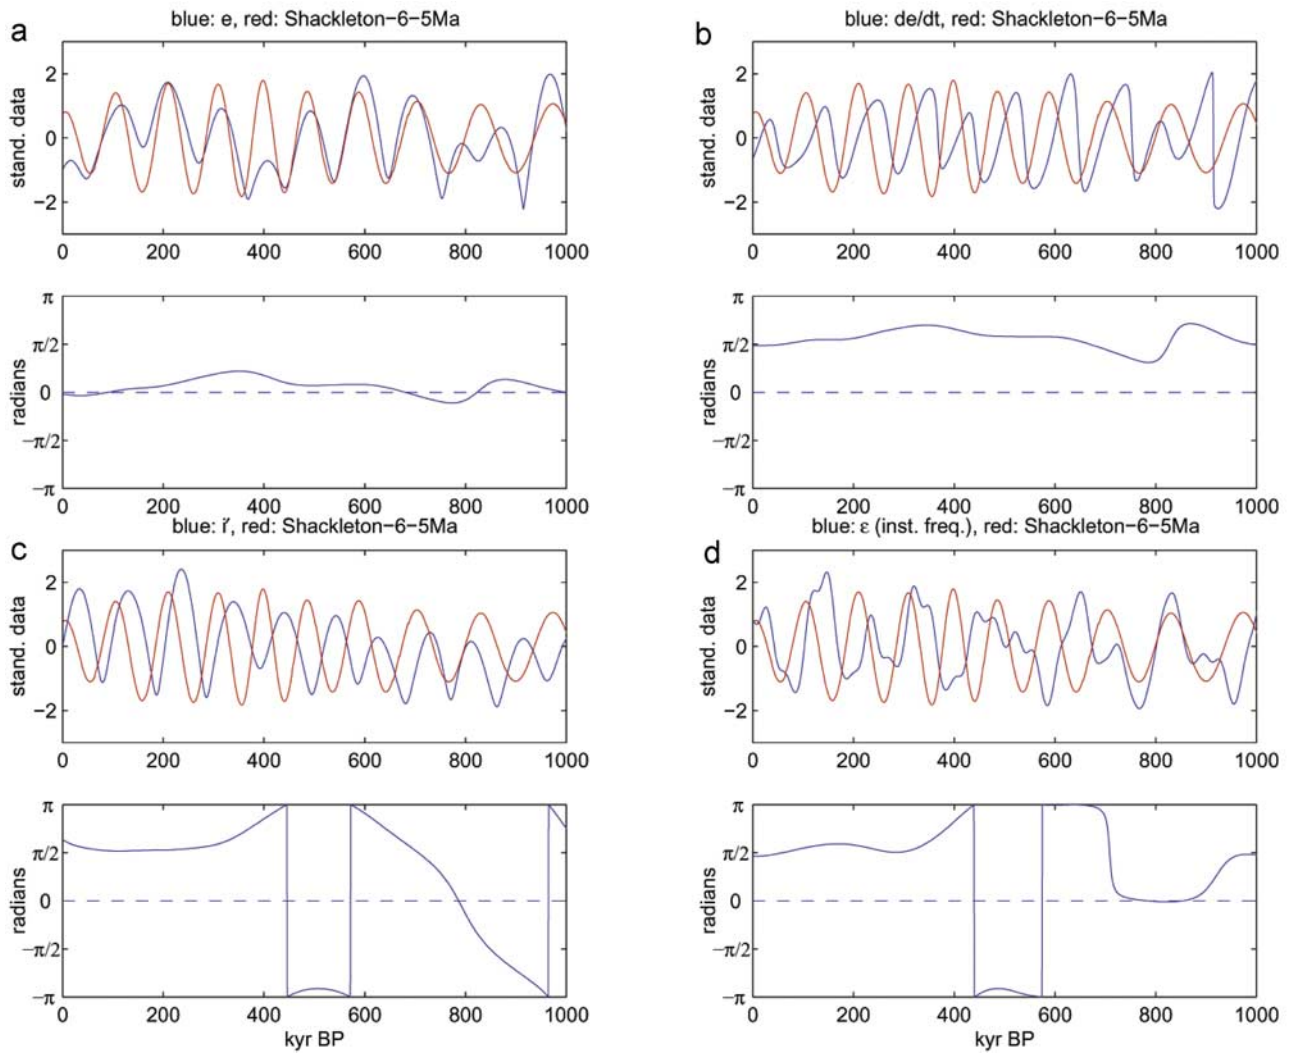 a
blue: e, red: Shackleton−6−5Ma
stand. data
2
0
−2
0 200 400 600 800 1000
radians
π
π/2
0
−π/2
−π
0 200 400 600 800 1000
b
blue: de/dt, red: Shackleton−6−5Ma
stand. data
2
0
−2
0 200 400 600 800 1000
radians
π
π/2
0
−π/2
−π
0 200 400 600 800 1000
c
blue: i′, red: Shackleton−6−5Ma
stand. data
2
0
−2
0 200 400 600 800 1000
radians
π
π/2
0
−π/2
−π
0 200 400 600 800 1000
kyr BP
d
blue: ε (inst. freq.), red: Shackleton−6−5Ma
stand. data
2
0
−2
0 200 400 600 800 1000
radians
π
π/2
0
−π/2
−π
0 200 400 600 800 1000
kyr BP